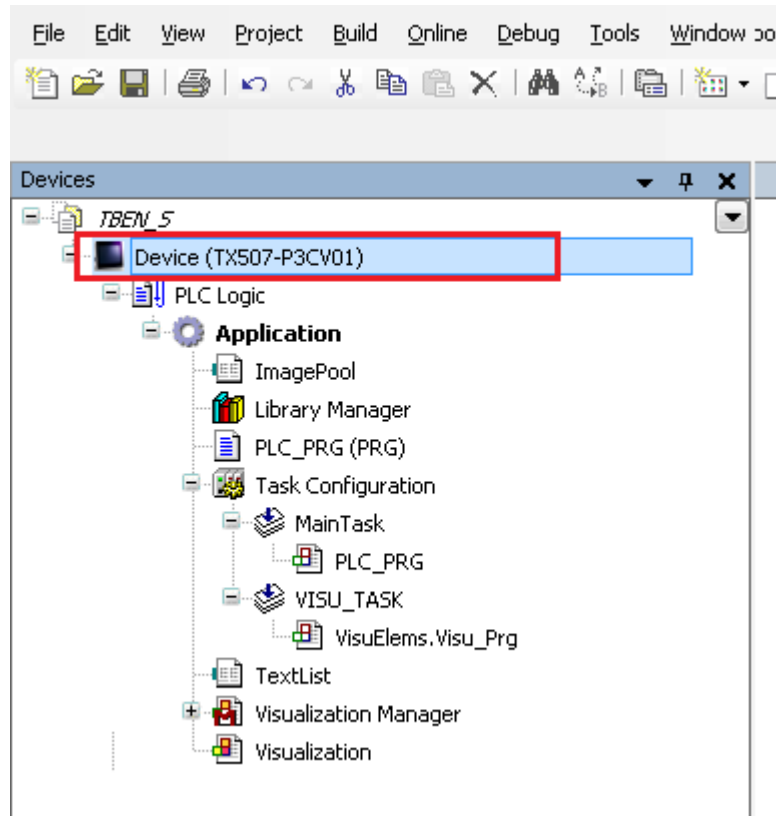 File Edit View Project Build Online Debug Tools Window
Devices
TBEN_5
Device (TX507-P3CV01)
PLC Logic
Application
ImagePool
Library Manager
PLC_PRG (PRG)
Task Configuration
MainTask
PLC_PRG
VISU_TASK
VisuElems.Visu_Prg
TextList
Visualization Manager
Visualization